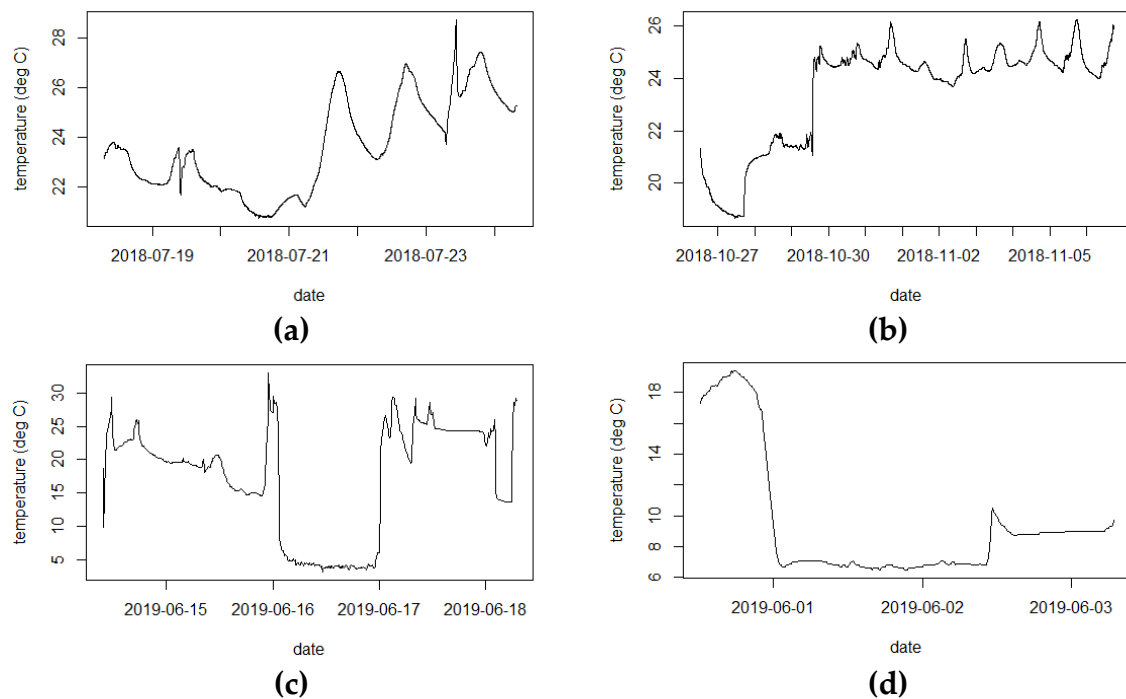 temperature (deg C)
28
26
24
22
2018-07-19
2018-07-21
2018-07-23
date
(a)
temperature (deg C)
26
24
22
20
2018-10-27
2018-10-30
2018-11-02
2018-11-05
date
(b)
temperature (deg C)
30
25
20
15
10
5
2019-06-15
2019-06-16
2019-06-17
2019-06-18
date
(c)
temperature (deg C)
18
14
10
8
6
2019-06-01
2019-06-02
2019-06-03
date
(d)